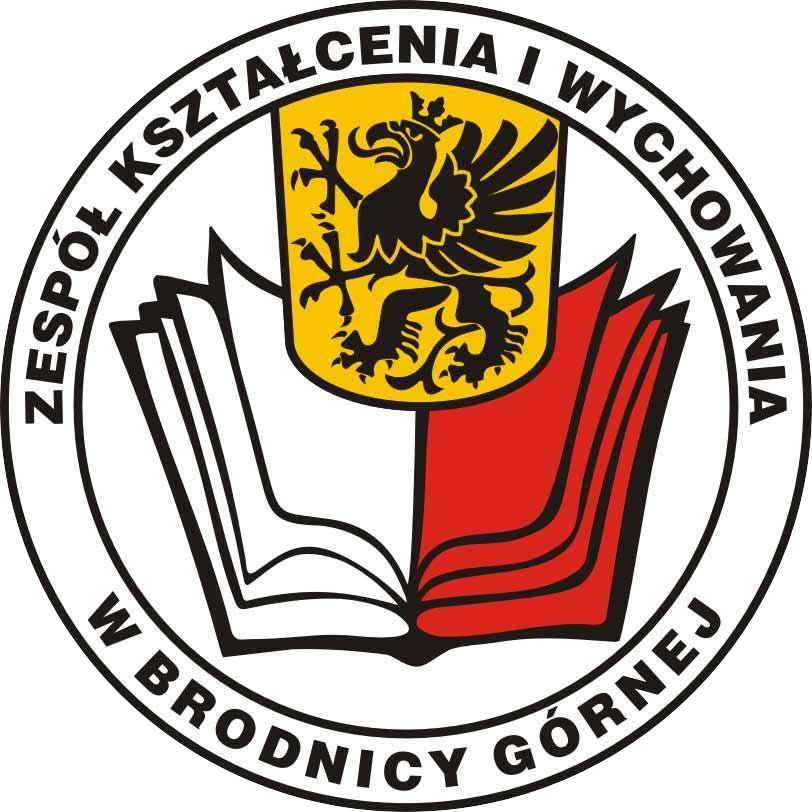 ZESPÓŁ KSZTAŁCENIA I WYCHOWANIA
W BRODNICY GÓRNEJ